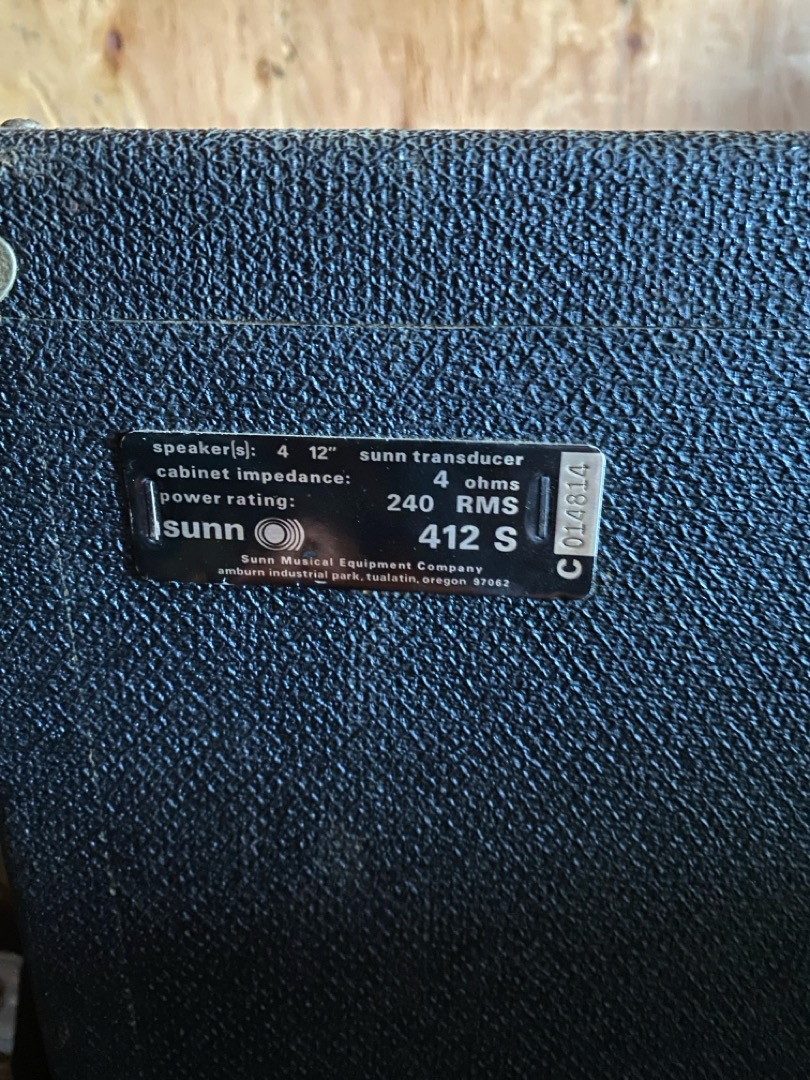 speaker(s): 4 12" sunn transducer
cabinet impedance: 4 ohms
power rating: 240 RMS
sunn 412 S
Sunn Musical Equipment Company
amburn industrial park, tualatin, oregon 97062
C 014814